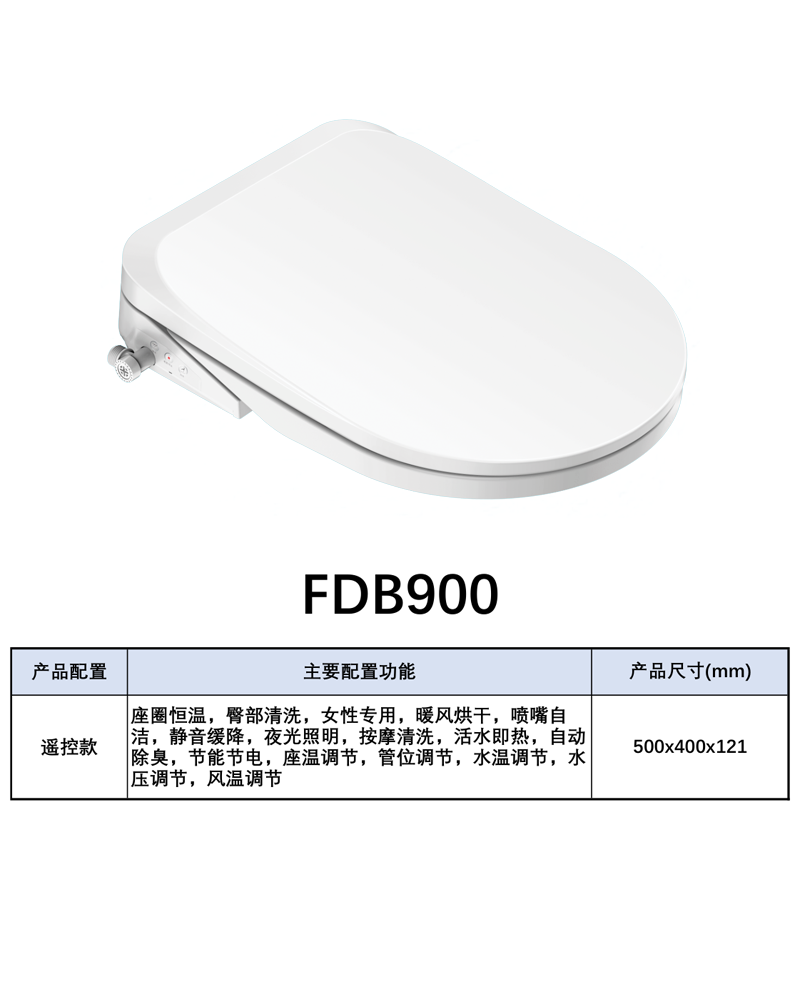 FDB900
产品配置
主要配置功能
产品尺寸(mm)
遥控款
座圈恒温，臀部清洗，女性专用，暖风烘干，喷嘴自
洁，静音缓降，夜光照明，按摩清洗，活水即热，自动
除臭，节能节电，座温调节，管位调节，水温调节，水
压调节，风温调节
500x400x121